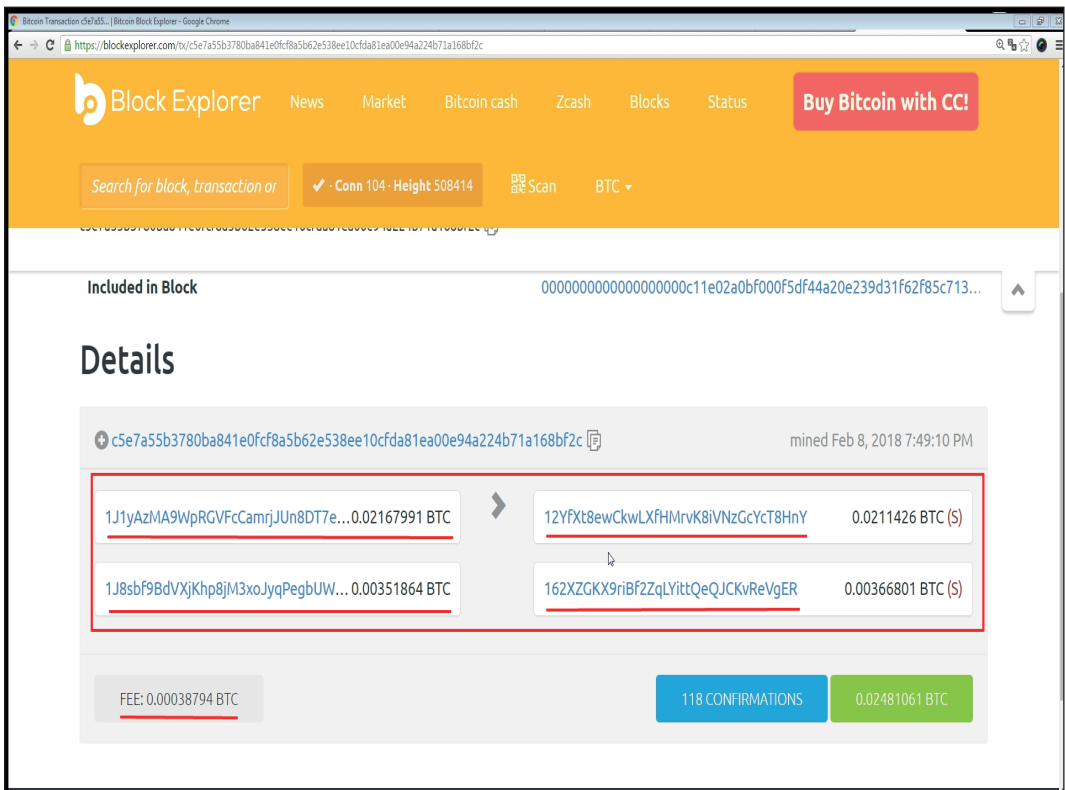 Bitcoin Transaction c5e7a55... | Bitcoin Block Explorer - Google Chrome
https://blockexplorer.com/tx/c5e7a55b3780ba841e0fcf8a5b62e538ee10cfda81ea00e94a224b71a168bf2c
Block Explorer News Market Bitcoin cash Zcash Blocks Status Buy Bitcoin with CC!
Search for block, transaction or ✔ · Conn 104 · Height 508414 Scan BTC
c5e7a55b3780ba841e0fcf8a5b62e538ee10cfda81ea00e94a224b71a168bf2c
Included in Block 0000000000000000000c11e02a0bf000f5df44a20e239d31f62f85c713...
Details
c5e7a55b3780ba841e0fcf8a5b62e538ee10cfda81ea00e94a224b71a168bf2c mined Feb 8, 2018 7:49:10 PM
1J1yAzMA9WpRGVFcCamrjJUn8DT7e...0.02167991 BTC 12YfXt8ewCkwLXfHMrvK8iVNzGcYcT8HnY 0.0211426 BTC (S)
1J8sbf9BdVXjKhp8jM3xoJyqPegbUW... 0.00351864 BTC 162XZGKX9riBf2ZqLYittQeQJCKvReVgER 0.00366801 BTC (S)
FEE: 0.00038794 BTC 118 CONFIRMATIONS 0.02481061 BTC